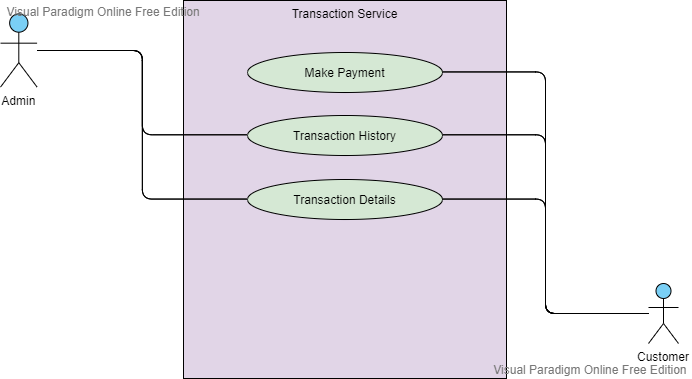 Visual Paradigm Online Free Edition
Transaction Service
Make Payment
Admin
Transaction History
Transaction Details
Customer
Visual Paradigm Online Free Edition